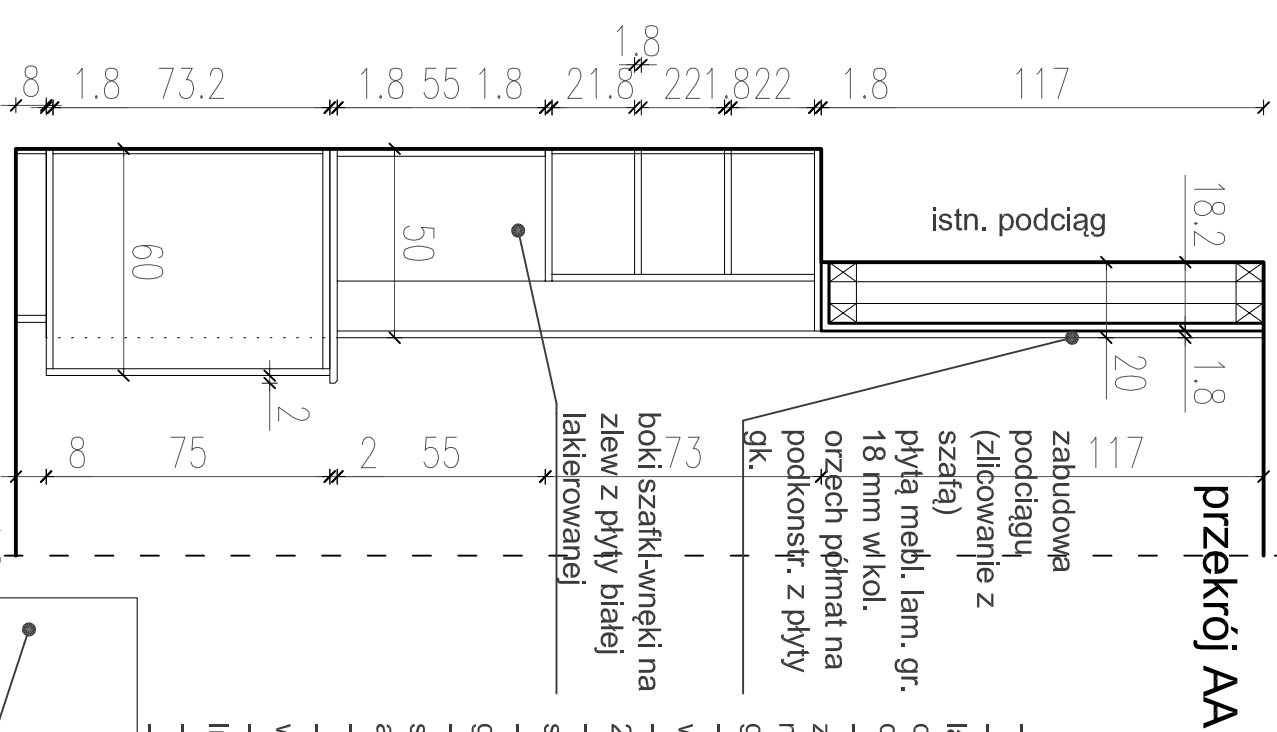 1.8
8 1.8 73.2 1.8 55 1.8 21.8 22 1.8 22 1.8 117
istn. podciąg
18.2
60
50
20
1.8
2
8 75 2 55 73 117
przekrój AA
zabudowa
podciągu
(zlicowanie z
szafą)
płytą mebl. lam. gr.
18 mm w kol.
orzech półmat na
podkonstr. z płyty
gk.
boki szafki-wnęki na
zlew z płyty białej
lakierowanej